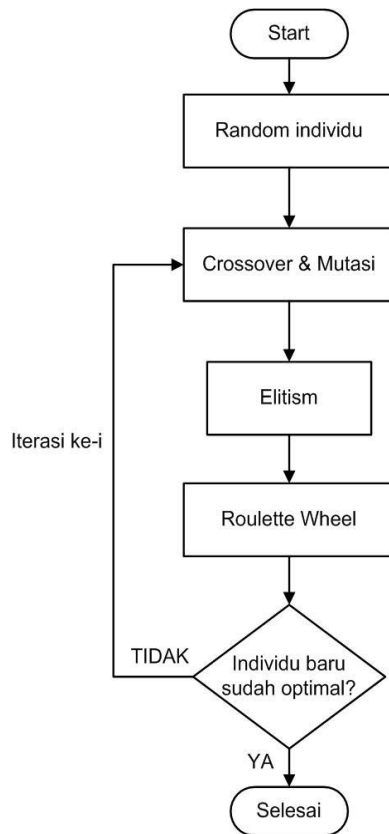 Start
Random individu
Crossover & Mutasi
Elitism
Iterasi ke-i
Roulette Wheel
TIDAK
Individu baru
sudah optimal?
YA
Selesai